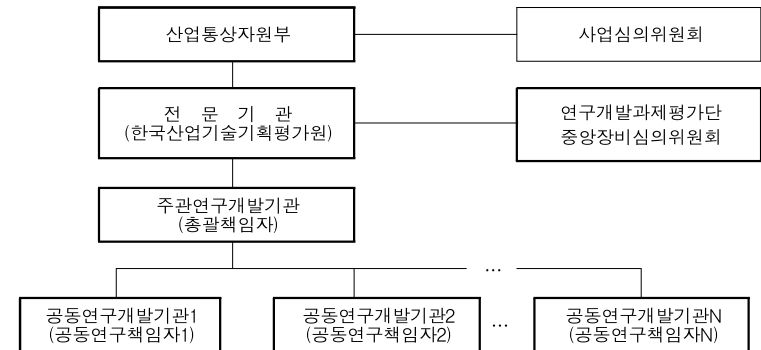 산업통상자원부
사업심의위원회
전 문 기 관
(한국산업기술기획평가원)
연구개발과제평가단
중앙장비심의위원회
주관연구개발기관
(총괄책임자)
...
공동연구개발기관1
(공동연구책임자1)
공동연구개발기관2
(공동연구책임자2)
...
공동연구개발기관N
(공동연구책임자N)